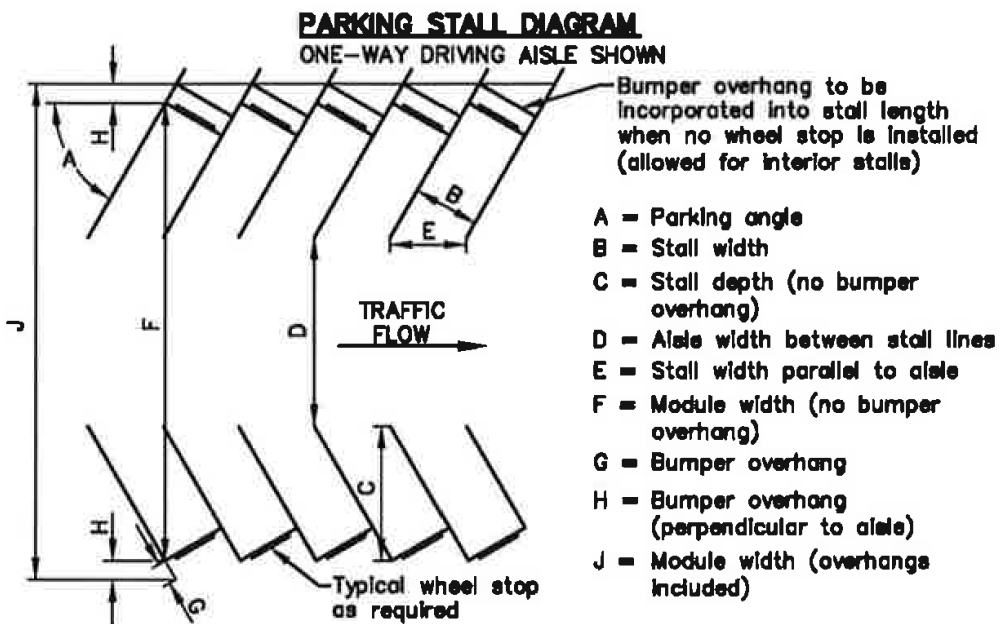 PARKING STALL DIAGRAM
ONE-WAY DRIVING AISLE SHOWN
Bumper overhang to be
incorporated into stall length
when no wheel stop is installed
(allowed for interior stalls)
H
A
B
E
J
F
D
TRAFFIC
FLOW
C
H
G
Typical wheel stop
as required
A = Parking angle
B = Stall width
C = Stall depth (no bumper
overhang)
D = Aisle width between stall lines
E = Stall width parallel to aisle
F = Module width (no bumper
overhang)
G = Bumper overhang
H = Bumper overhang
(perpendicular to aisle)
J = Module width (overhangs
included)